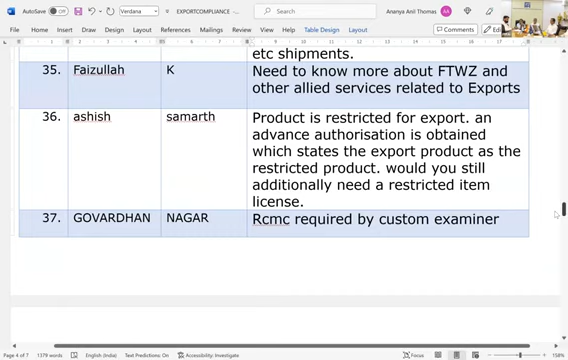 AutoSave Off
Verdana
EXPORTCOMPLIANCE -...
Search
Ananya Anil Thomas AA
File Home Insert Draw Design Layout References Mailings Review View Help Table Design Layout
Comments
etc shipments.
35. Faizullah K Need to know more about FTWZ and
other allied services related to Exports
36. ashish samarth Product is restricted for export. an
advance authorisation is obtained
which states the export product as the
restricted product. would you still
additionally need a restricted item
license.
37. GOVARDHAN NAGAR Rcmc required by custom examiner
Page 4 of 7 1379 words English (India) Text Predictions: On Accessibility: Investigate Focus 158%